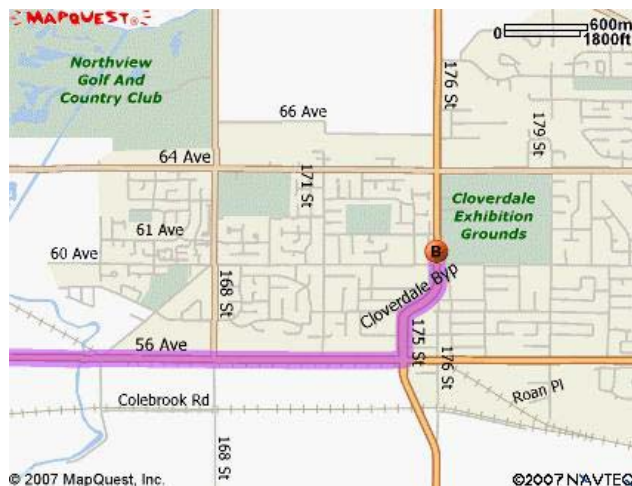 MAPQUEST®
0 600m
1800ft
Northview
Golf And
Country Club
176 St
66 Ave
179 St
64 Ave
171 St
Cloverdale
Exhibition
Grounds
61 Ave
60 Ave
B
168 St
Cloverdale Byp
56 Ave
175 St
176 St
Roan Pl
Colebrook Rd
168 St
© 2007 MapQuest, Inc.
©2007 NAVTEQ